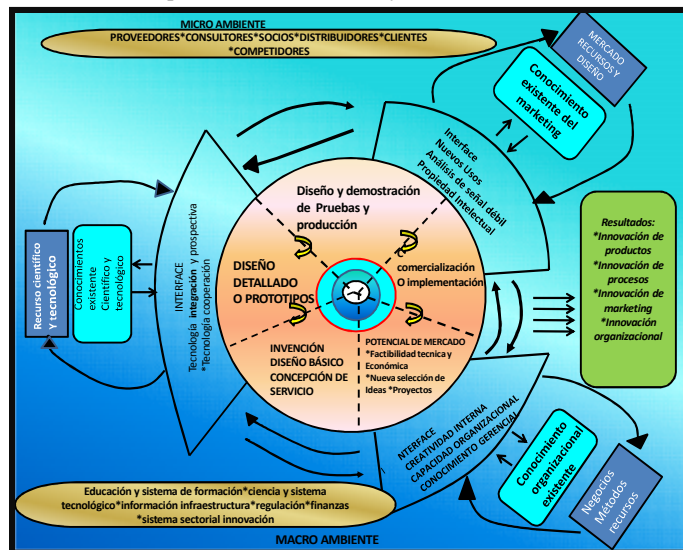 MICRO AMBIENTE
PROVEEDORES*CONSULTORES*SOCIOS*DISTRIBUIDORES*CLIENTES
*COMPETIDORES
MERCADO
RECURSOS Y
DISEÑO
Conocimiento
existente del
marketing
Interface
Nuevos Usos
Análisis de señal débil
Propiedad Intelectual
Diseño y demostración
de Pruebas y
producción
Recurso científico
Y tecnológico
Conocimientos
existente
Científico y
tecnológico
INTERFACE
Tecnología integración y prospectiva
*Tecnología cooperación
DISEÑO
DETALLADO
O PROTOTIPOS
C
comercialización
O implementación
Resultados:
*Innovación de
productos
*Innovación de
procesos
*Innovación de
marketing
*Innovación
organizacional
INVENCIÓN
DISEÑO BÁSICO
CONCEPCIÓN DE
SERVICIO
POTENCIAL DE MERCADO
*Factibilidad tecnica y
Económica
*Nueva selección de
Ideas *Proyectos
I
NTERFACE
CREATIVIDAD INTERNA
CAPACIDAD ORGANIZACIONAL
CONOCIMIENTO GERENCIAL
Conocimiento
organizacional
existente
Negocios
Métodos
recursos
Educación y sistema de formación*ciencia y sistema
tecnológico*información infraestructura*regulación*finanzas
*sistema sectorial innovación
MACRO AMBIENTE